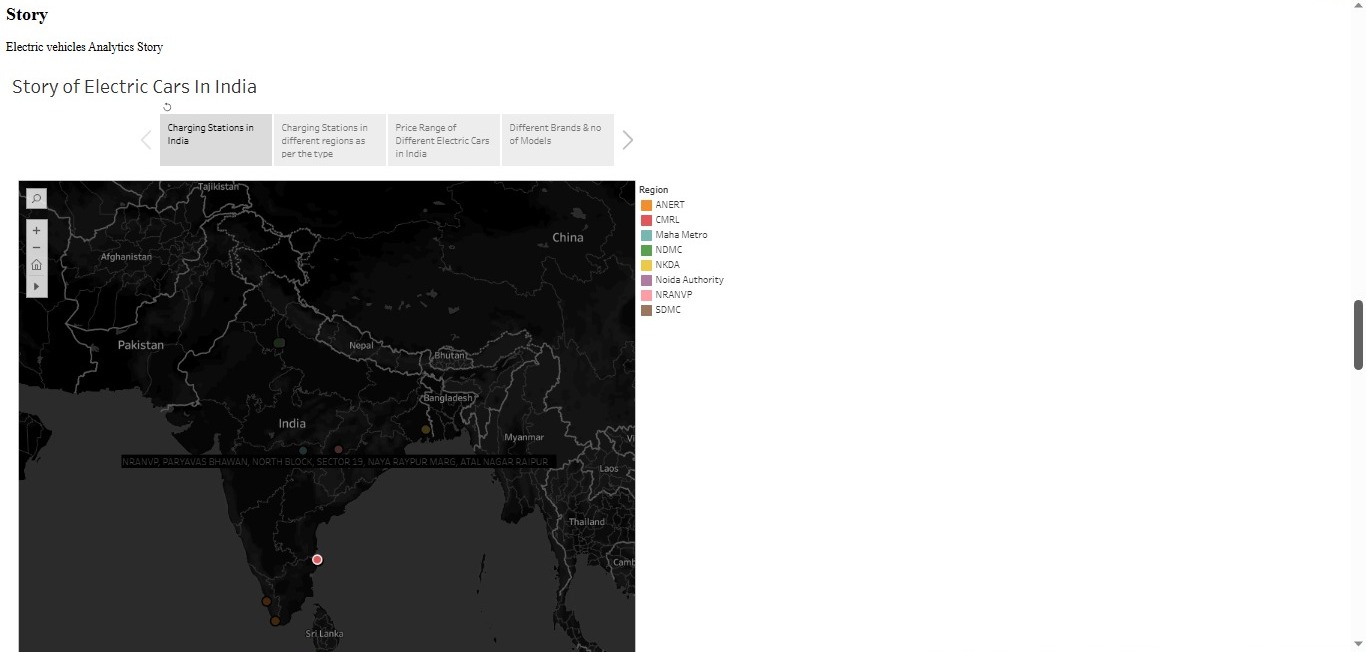 Story
Electric vehicles Analytics Story
Story of Electric Cars In India
Charging Stations in
India
Charging Stations in
different regions as
per the type
Price Range of
Different Electric Cars
in India
Different Brands & no
of Models
Region
ANERT
CMRL
Maha Metro
NDMC
NKDA
Noida Authority
NRANVP
SDMC
Tajikistan
China
Afghanistan
Pakistan
Nepal
Bhutan
Bangladesh
India
Myanmar
Vi
NRANVP, PARYAVAS BHAWAN, NORTH BLOCK, SECTOR 19, NAYA RAYPUR MARG, ATAL NAGAR RAIPUR
Laos
Thailand
Camb
Sri Lanka